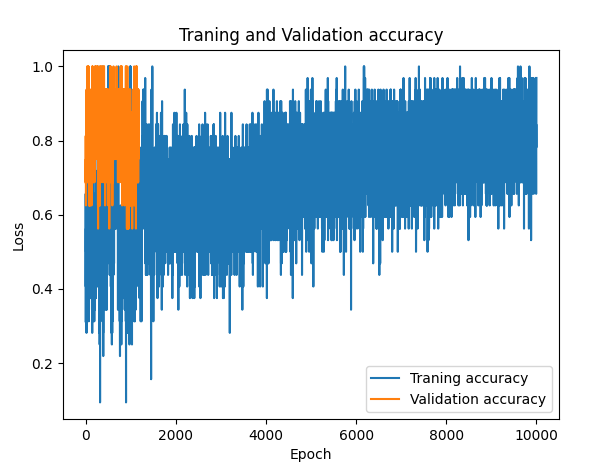 Traning and Validation accuracy
1.0
0.8
0.6
0.4
0.2
Loss
0
2000
4000
6000
8000
10000
Epoch
Traning accuracy
Validation accuracy